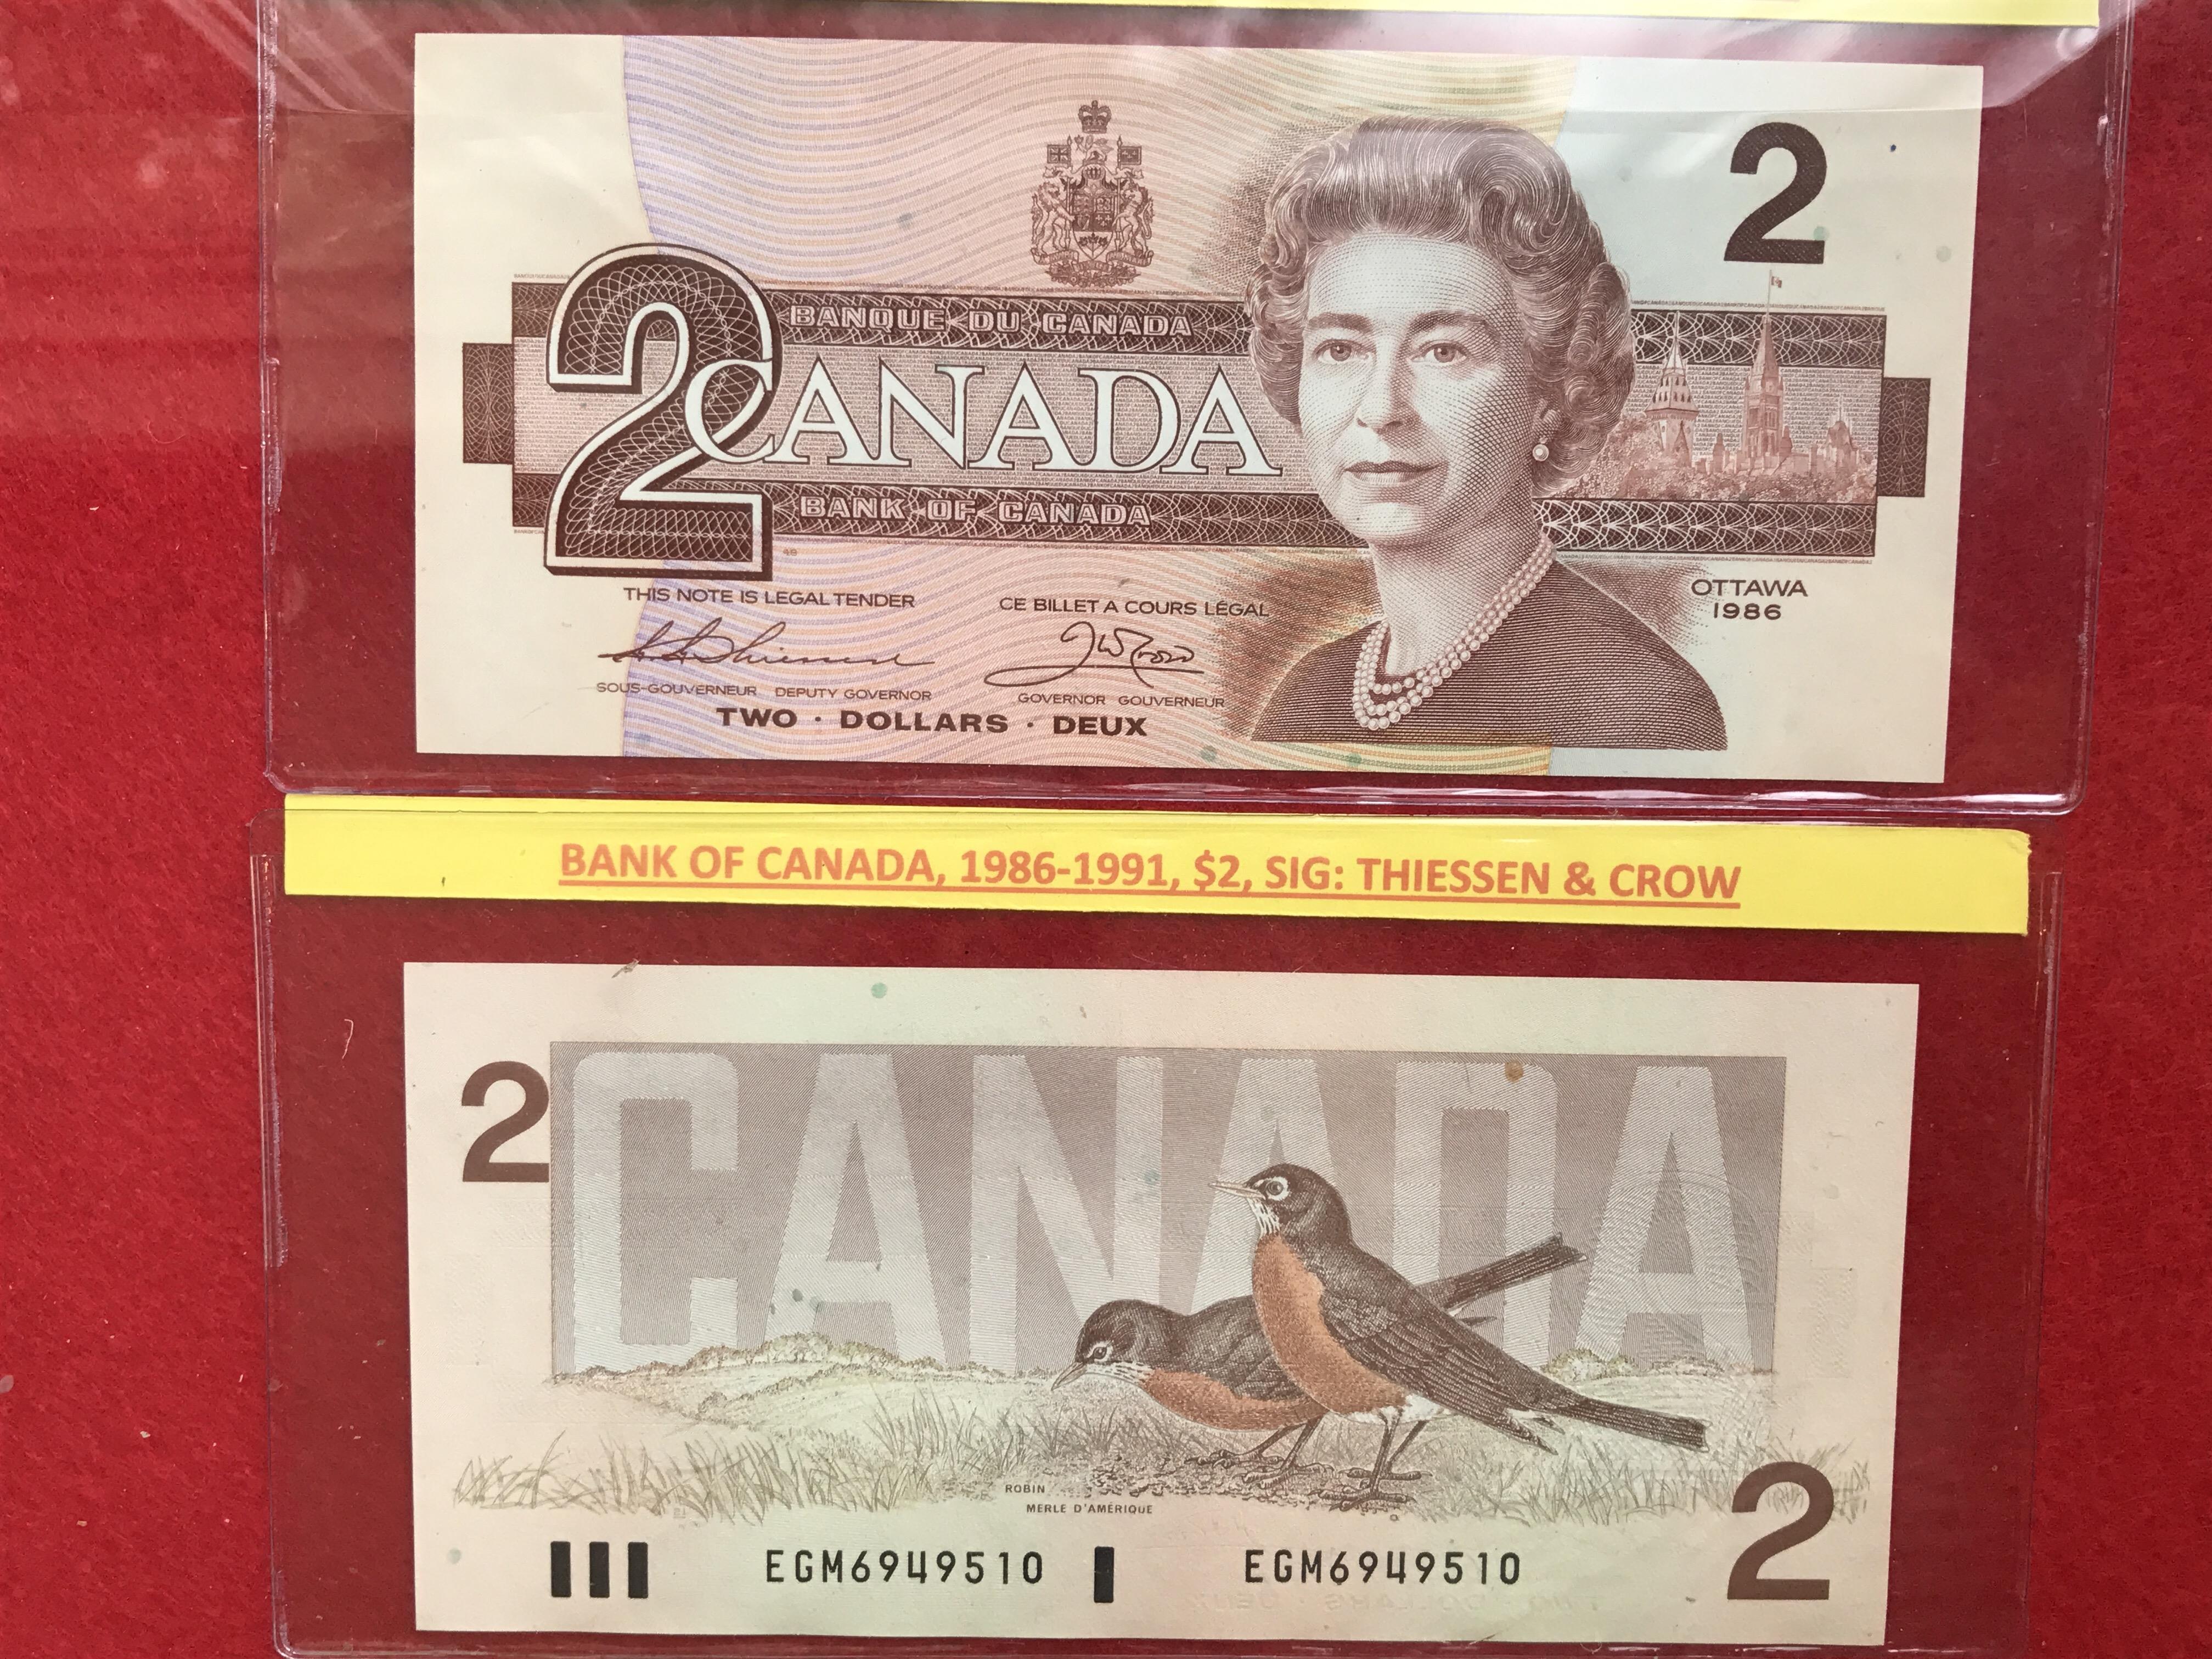 2
BANQUE DU CANADA
2
CANADA
BANK OF CANADA
49
THIS NOTE IS LEGAL TENDER CE BILLET A COURS LÉGAL
OTTAWA
1986
SOUS-GOUVERNEUR DEPUTY GOVERNOR GOVERNOR GOUVERNEUR
TWO · DOLLARS · DEUX
BANK OF CANADA, 1986-1991, $2, SIG: THIESSEN & CROW
2
CANADA
ROBIN
MERLE D'AMÉRIQUE
EGM6949510 EGM6949510
2